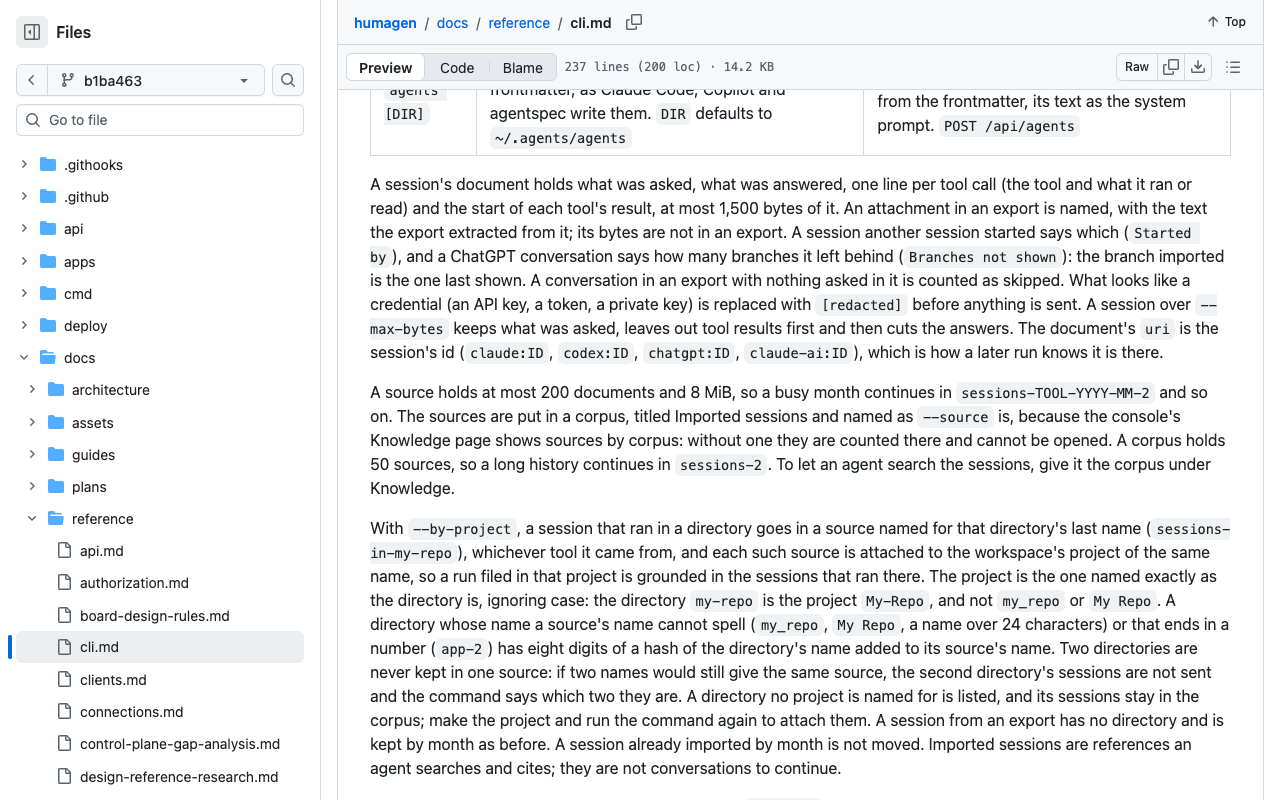 Files
b1ba463
Go to file
.githooks
.github
api
apps
cmd
deploy
docs
architecture
assets
guides
plans
reference
api.md
authorization.md
board-design-rules.md
cli.md
clients.md
connections.md
control-plane-gap-analysis.md
design-reference-research.md
humagen / docs / reference / cli.md
Top
Preview Code Blame 237 lines (200 loc) · 14.2 KB
Raw
agents
[DIR]
frontmatter, as Claude Code, Copilot and
agentspec write them. DIR defaults to
~/.agents/agents
from the frontmatter, its text as the system
prompt. POST /api/agents
A session's document holds what was asked, what was answered, one line per tool call (the tool and what it ran or
read) and the start of each tool's result, at most 1,500 bytes of it. An attachment in an export is named, with the text
the export extracted from it; its bytes are not in an export. A session another session started says which ( Started
by ), and a ChatGPT conversation says how many branches it left behind ( Branches not shown ): the branch imported
is the one last shown. A conversation in an export with nothing asked in it is counted as skipped. What looks like a
credential (an API key, a token, a private key) is replaced with [redacted] before anything is sent. A session over --
max-bytes keeps what was asked, leaves out tool results first and then cuts the answers. The document's uri is the
session's id ( claude:ID , codex:ID , chatgpt:ID , claude-ai:ID ), which is how a later run knows it is there.
A source holds at most 200 documents and 8 MiB, so a busy month continues in sessions-TOOL-YYYY-MM-2 and so
on. The sources are put in a corpus, titled Imported sessions and named as --source is, because the console's
Knowledge page shows sources by corpus: without one they are counted there and cannot be opened. A corpus holds
50 sources, so a long history continues in sessions-2 . To let an agent search the sessions, give it the corpus under
Knowledge.
With --by-project , a session that ran in a directory goes in a source named for that directory's last name ( sessions-
in-my-repo ), whichever tool it came from, and each such source is attached to the workspace's project of the same
name, so a run filed in that project is grounded in the sessions that ran there. The project is the one named exactly as
the directory is, ignoring case: the directory my-repo is the project My-Repo , and not my_repo or My Repo . A
directory whose name a source's name cannot spell ( my_repo , My Repo , a name over 24 characters) or that ends in a
number ( app-2 ) has eight digits of a hash of the directory's name added to its source's name. Two directories are
never kept in one source: if two names would still give the same source, the second directory's sessions are not sent
and the command says which two they are. A directory no project is named for is listed, and its sessions stay in the
corpus; make the project and run the command again to attach them. A session from an export has no directory and is
kept by month as before. A session already imported by month is not moved. Imported sessions are references an
agent searches and cites; they are not conversations to continue.